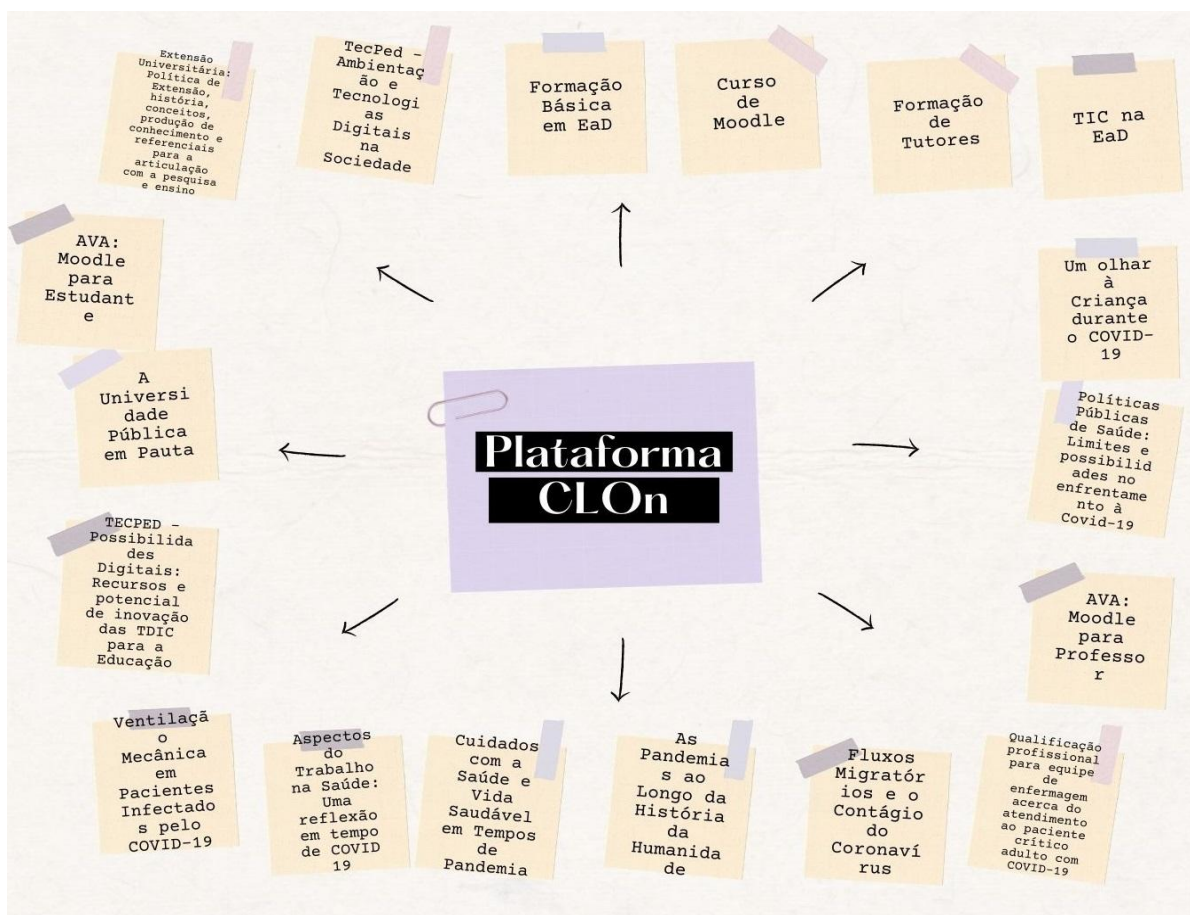 Extensão
Universitária:
Política de
Extensão,
história,
conceitos,
produção de
conhecimento e
referenciais
para a
articulação
com a pesquisa
e ensino
TecPed -
Ambientaç
ão e
Tecnologi
as
Digitais
na
Sociedade
Formação
Básica
em EaD
Curso
de
Moodle
Formação
de
Tutores
TIC na
EaD
AVA:
Moodle
para
Estudant
e
Um olhar
à
Criança
durante
o COVID-
19
A
Universi
dade
Pública
em Pauta
Plataforma
CLOn
Políticas
Públicas
de Saúde:
Limites e
possibilid
ades no
enfrentame
nto à
Covid-19
TECPED -
Possibilida
des
Digitais:
Recursos e
potencial
de inovação
das TDIC
para a
Educação
AVA:
Moodle
para
Professo
r
Ventilaçã
o
Mecânica
em
Pacientes
Infectado
s pelo
COVID-19
Aspectos
do
Trabalho
na Saúde:
Uma
reflexão
em tempo
de COVID
19
Cuidados
com a
Saúde e
Vida
Saudável
em Tempos
de
Pandemia
As
Pandemia
s ao
Longo da
História
da
Humanida
de
Fluxos
Migratór
ios e o
Contágio
do
Coronaví
rus
Qualificação
profissional
para equipe
de
enfermagem
acerca do
atendimento
ao paciente
crítico
adulto com
COVID-19